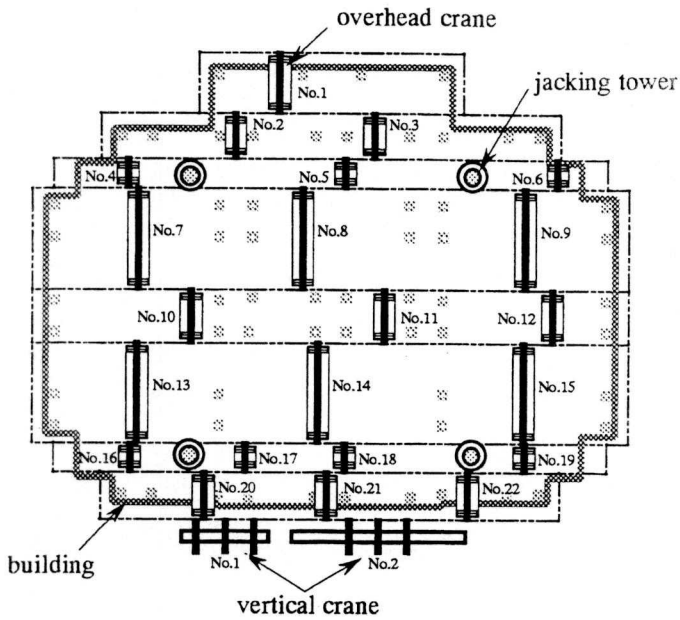 overhead crane
jacking tower
No.1
No.2
No.3
No.4
No.5
No.6
No.7
No.8
No.9
No.10
No.11
No.12
No.13
No.14
No.15
No.16
No.17
No.18
No.19
No.20
No.21
No.22
No.1
No.2
building
vertical crane